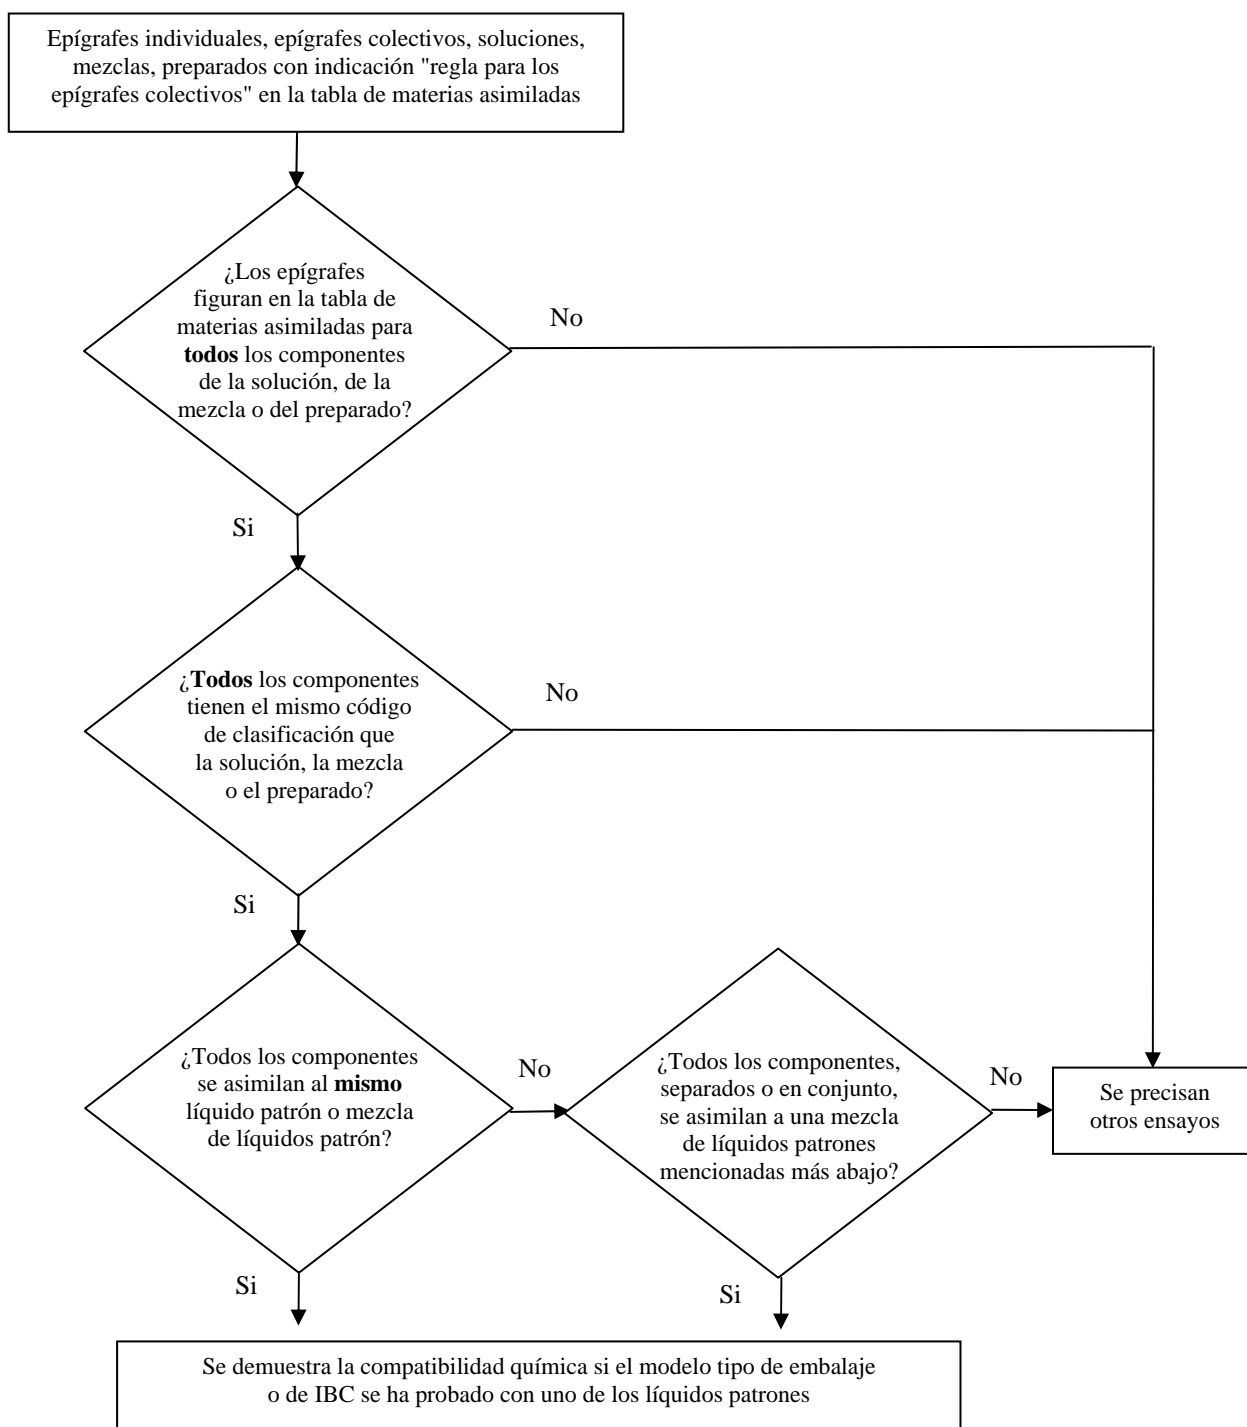 Epígrafes individuales, epígrafes colectivos, soluciones,
mezclas, preparados con indicación "regla para los
epígrafes colectivos" en la tabla de materias asimiladas
¿Los epígrafes
figuran en la tabla de
materias asimiladas para
todos los componentes
de la solución, de la
mezcla o del preparado?
No
Si
¿Todos los componentes
tienen el mismo código
de clasificación que
la solución, la mezcla
o el preparado?
No
Si
¿Todos los componentes
se asimilan al mismo
líquido patrón o mezcla
de líquidos patrón?
No
¿Todos los componentes,
separados o en conjunto,
se asimilan a una mezcla
de líquidos patrones
mencionadas más abajo?
No
Se precisan
otros ensayos
Si
Si
Se demuestra la compatibilidad química si el modelo tipo de embalaje
o de IBC se ha probado con uno de los líquidos patrones